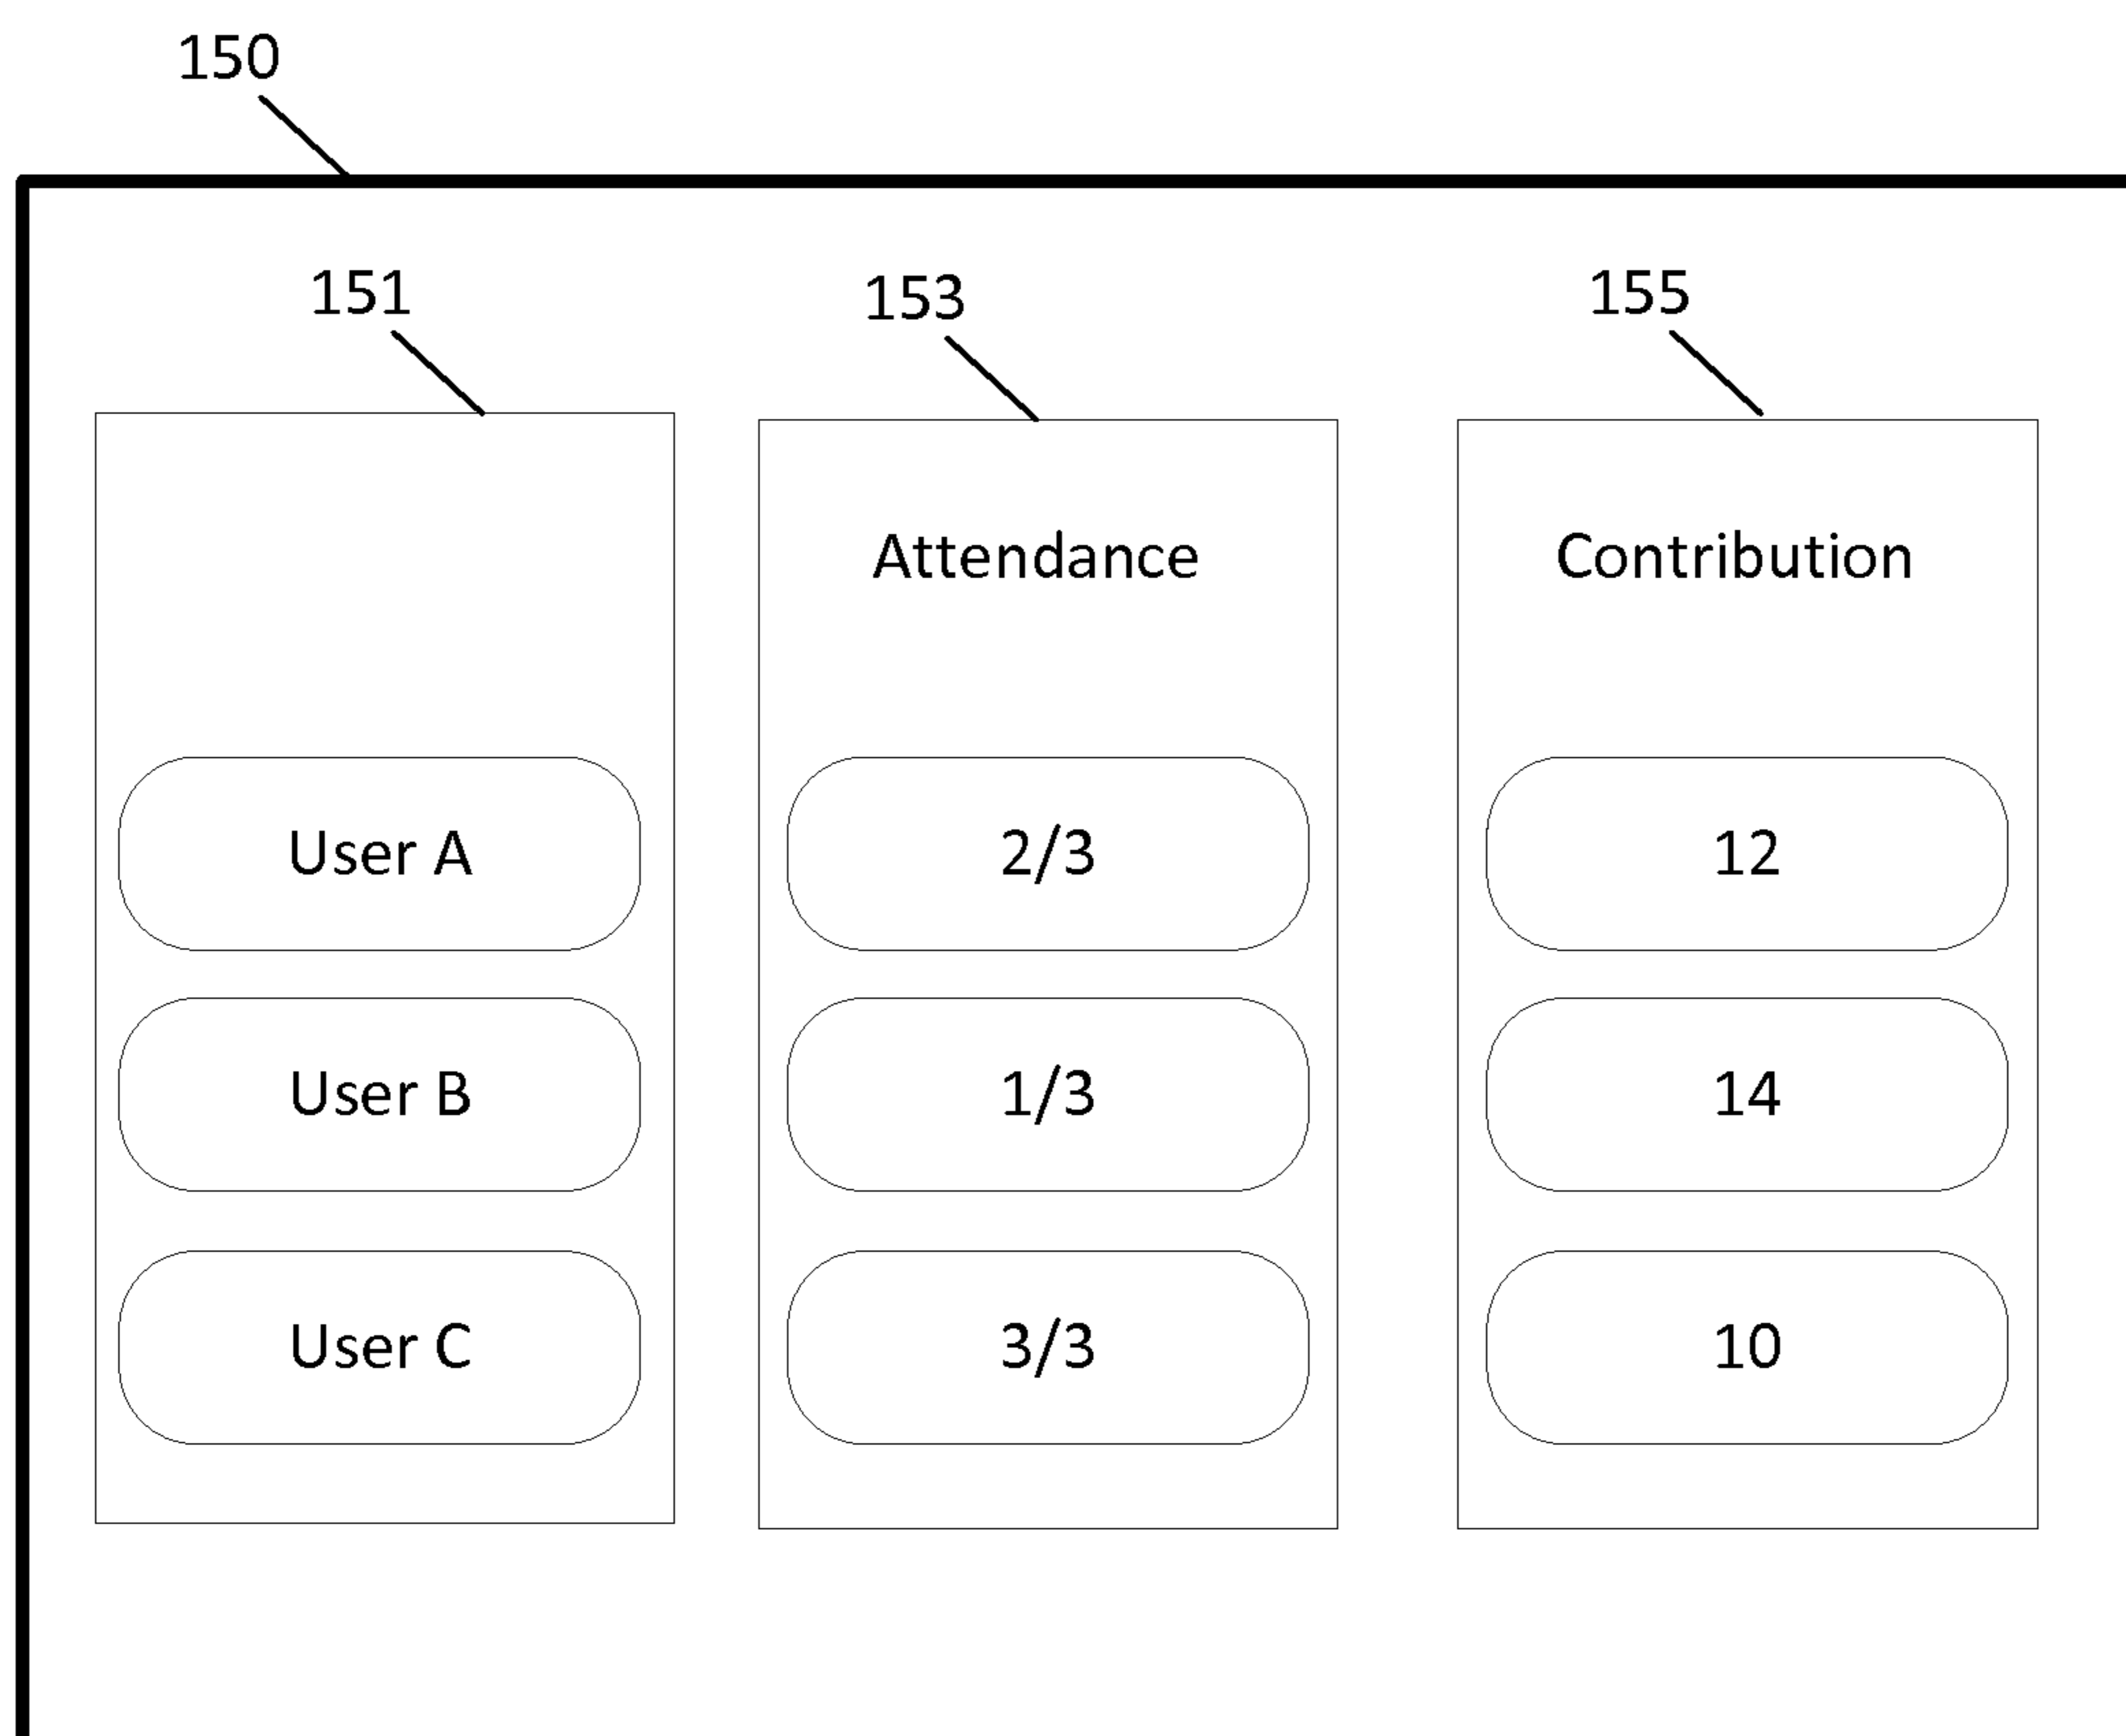 150
151 153 155
Attendance Contribution
User A 2/3 12
User B 1/3 14
User C 3/3 10